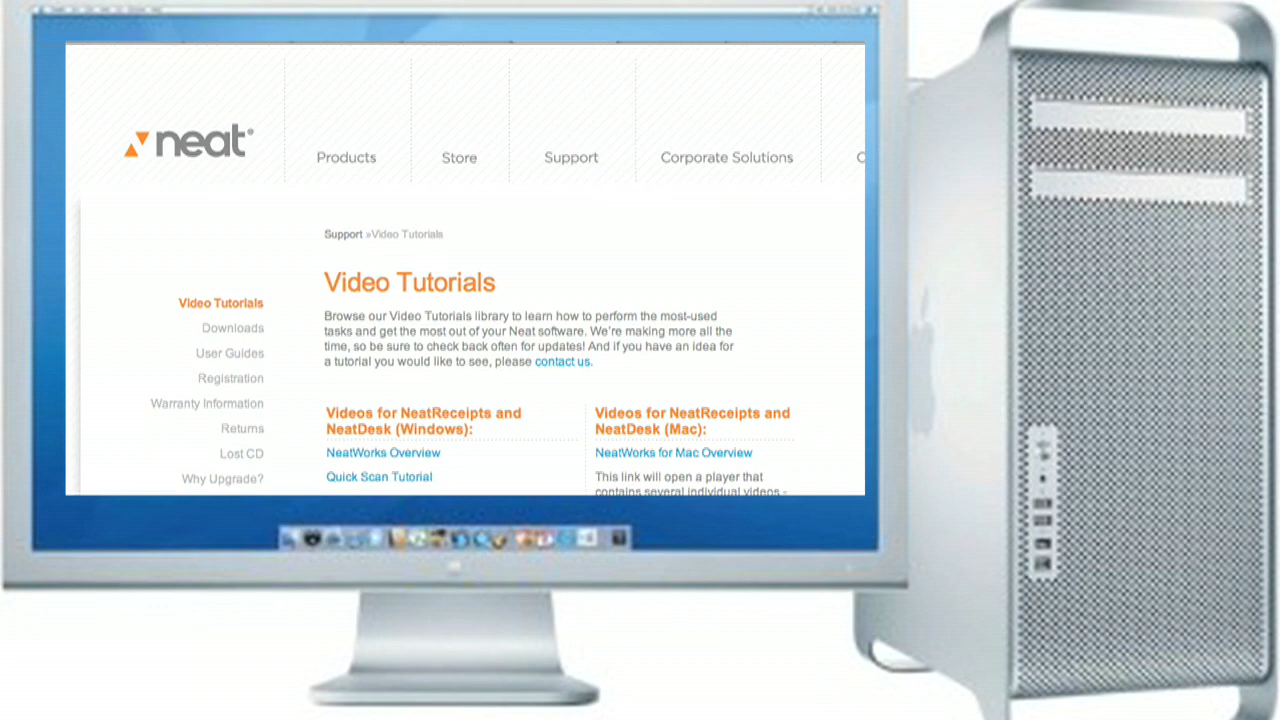 neat®
Products
Store
Support
Corporate Solutions
Support »Video Tutorials
Video Tutorials
Browse our Video Tutorials library to learn how to perform the most-used
tasks and get the most out of your Neat software. We're making more all the
time, so be sure to check back often for updates! And if you have an idea for
a tutorial you would like to see, please contact us.
Video Tutorials
Downloads
User Guides
Registration
Warranty Information
Returns
Lost CD
Why Upgrade?
Videos for NeatReceipts and
NeatDesk (Windows):
NeatWorks Overview
Quick Scan Tutorial
Videos for NeatReceipts and
NeatDesk (Mac):
NeatWorks for Mac Overview
This link will open a player that
contains several individual videos -